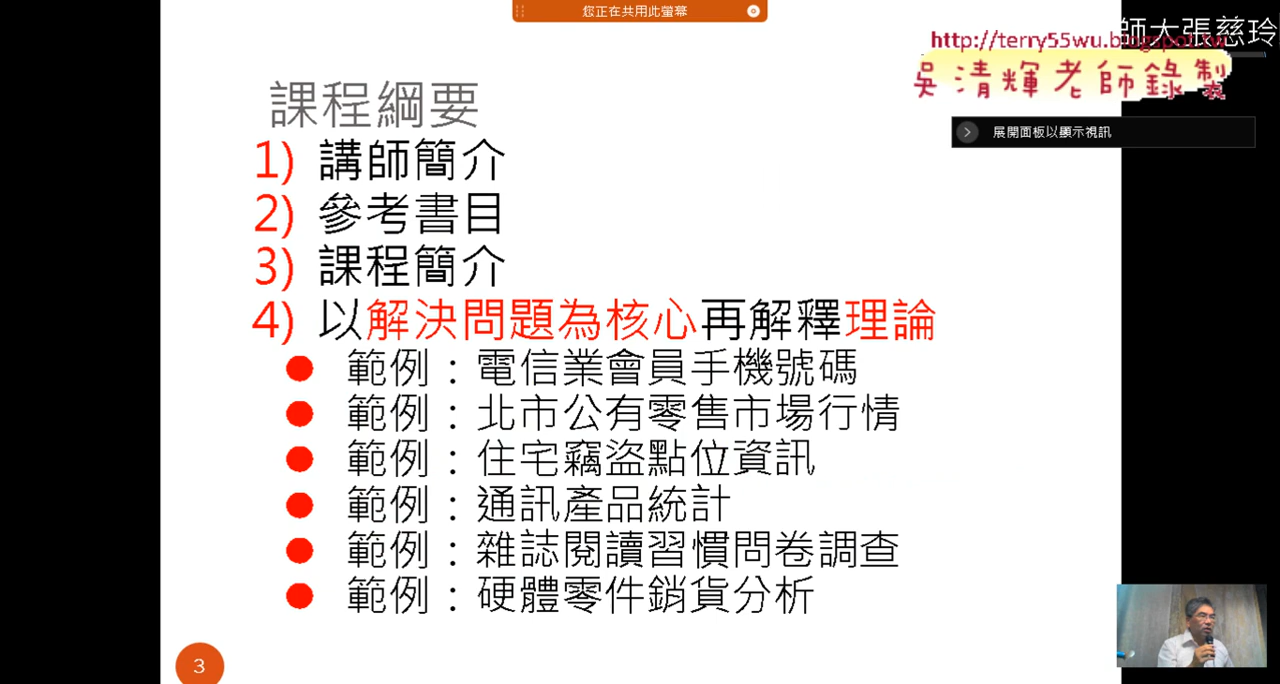 您正在共用此螢幕
師大張慈玲
http://terry55wu.blogspot.tw
吳清輝老師錄製
展開面板以顯示視訊
課程綱要
1) 講師簡介
2) 參考書目
3) 課程簡介
4) 以解決問題為核心再解釋理論
● 範例：電信業會員手機號碼
● 範例：北市公有零售市場行情
● 範例：住宅竊盜點位資訊
● 範例：通訊產品統計
● 範例：雜誌閱讀習慣問卷調查
● 範例：硬體零件銷貨分析
3